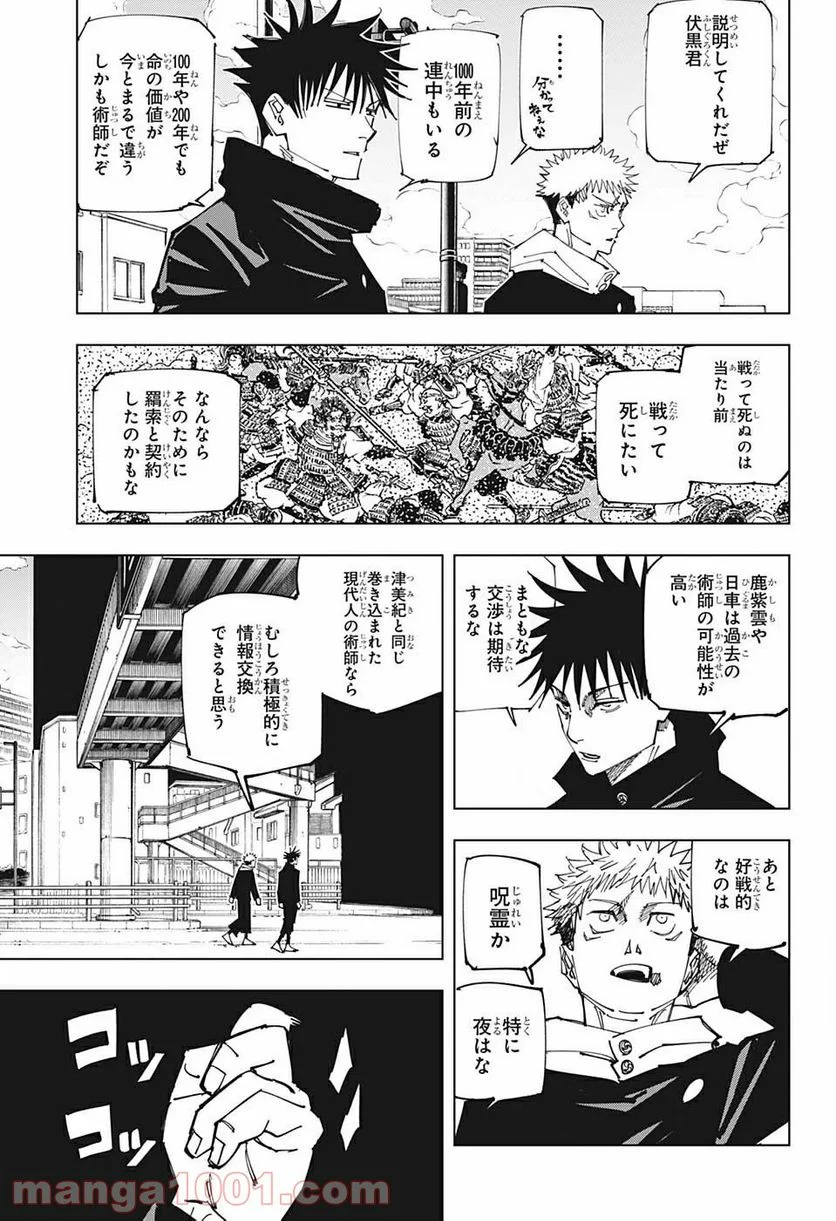 説明してくれだぜ
伏黒君
………
分かって
ねぇな
1000年前の
連中もいる
100年や200年でも
命の価値が
今とまるで違う
しかも術師だぞ
戦って死ぬのは
当たり前
戦って
死にたい
なんなら
そのために
羂索と契約
したのかもな
鹿紫雲や
日車は過去の
術師の可能性が
高い
まともな
交渉は期待
するな
津美紀と同じ
巻き込まれた
現代人の術師なら
むしろ積極的に
情報交換
できると思う
あと
好戦的
なのは
呪霊か
特に
夜はな
コツ
コツ
manga1001.com